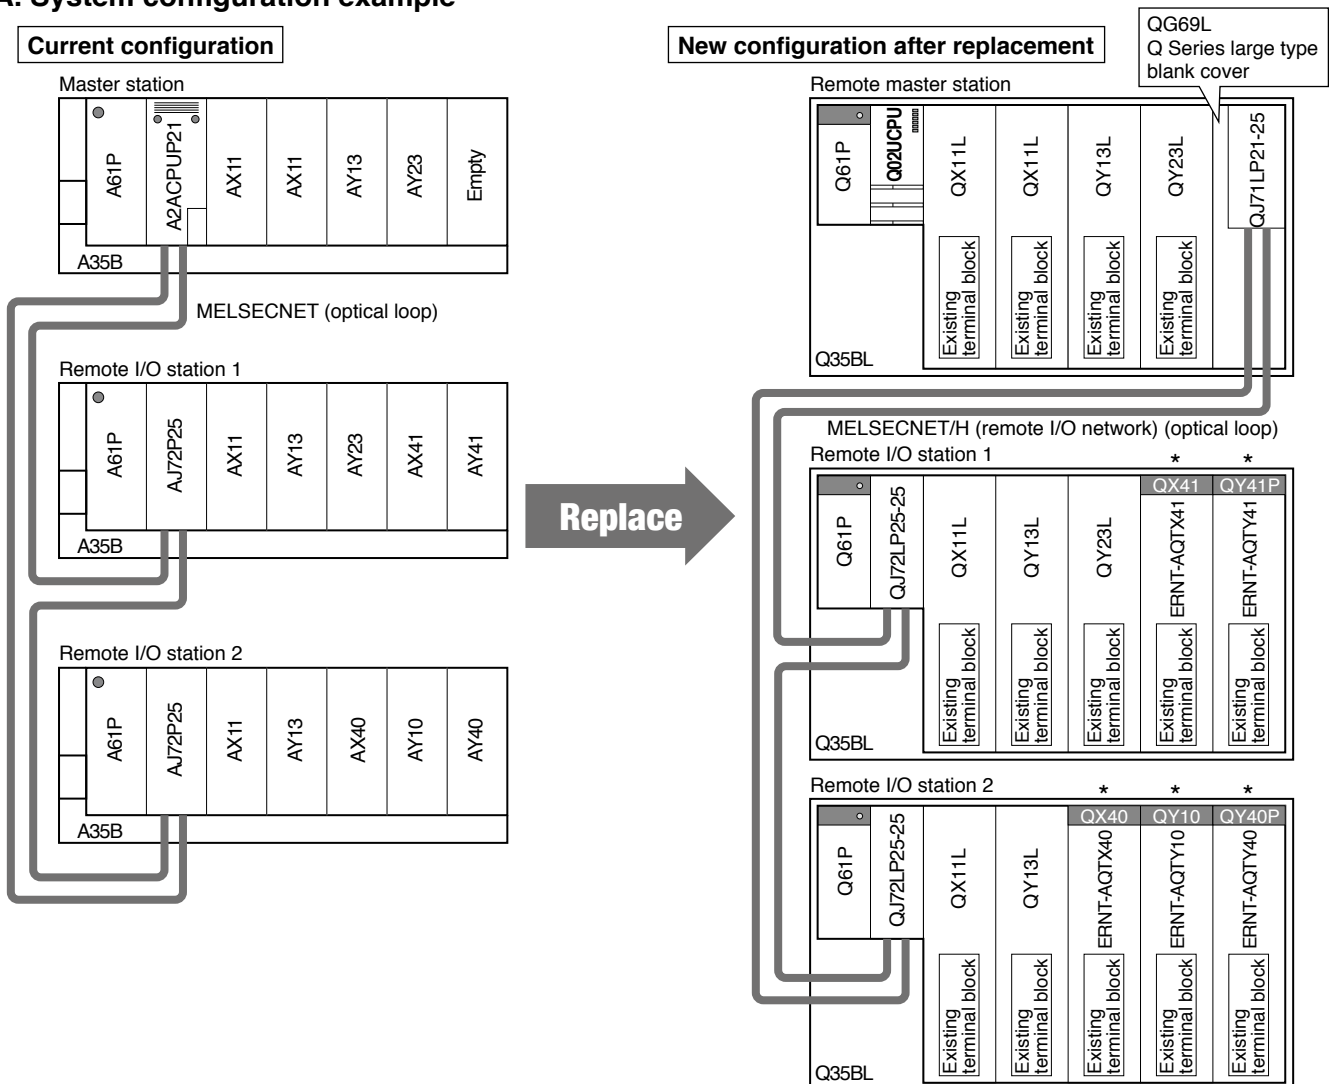 A. System configuration example
Current configuration
Master station
A61P
A2ACPUP21
AX11
AX11
AY13
AY23
Empty
A35B
MELSECNET (optical loop)
Remote I/O station 1
A61P
AJ72P25
AX11
AY13
AY23
AX41
AY41
A35B
Remote I/O station 2
A61P
AJ72P25
AX11
AY13
AX40
AY10
AY40
A35B
Replace
New configuration after replacement
QG69L
Q Series large type
blank cover
Remote master station
Q61P
Q02UCPU
QX11L
QX11L
QY13L
QY23L
QJ71LP21-25
Existing
terminal block
Existing
terminal block
Existing
terminal block
Existing
terminal block
Q35BL
MELSECNET/H (remote I/O network) (optical loop)
Remote I/O station 1
* *
QX41
QY41P
Q61P
QJ72LP25-25
QX11L
QY13L
QY23L
ERNT-AQTX41
ERNT-AQTY41
Existing
terminal block
Existing
terminal block
Existing
terminal block
Existing
terminal block
Existing
terminal block
Q35BL
Remote I/O station 2
* * *
QX40
QY10
QY40P
Q61P
QJ72LP25-25
QX11L
QY13L
ERNT-AQTX40
ERNT-AQTY10
ERNT-AQTY40
Existing
terminal block
Existing
terminal block
Existing
terminal block
Existing
terminal block
Existing
terminal block
Q35BL